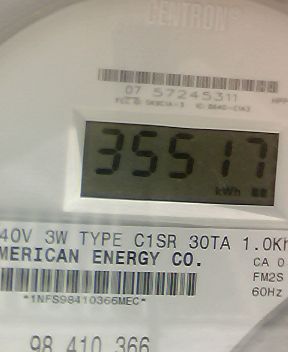 CENTRON®
07 57245311
35517
kWh
40V 3W TYPE C1SR 30TA 1.0Kh
MERICAN ENERGY CO.
CA 0
FM2S
60Hz
*1NFS98410366MEC*
98 410 366